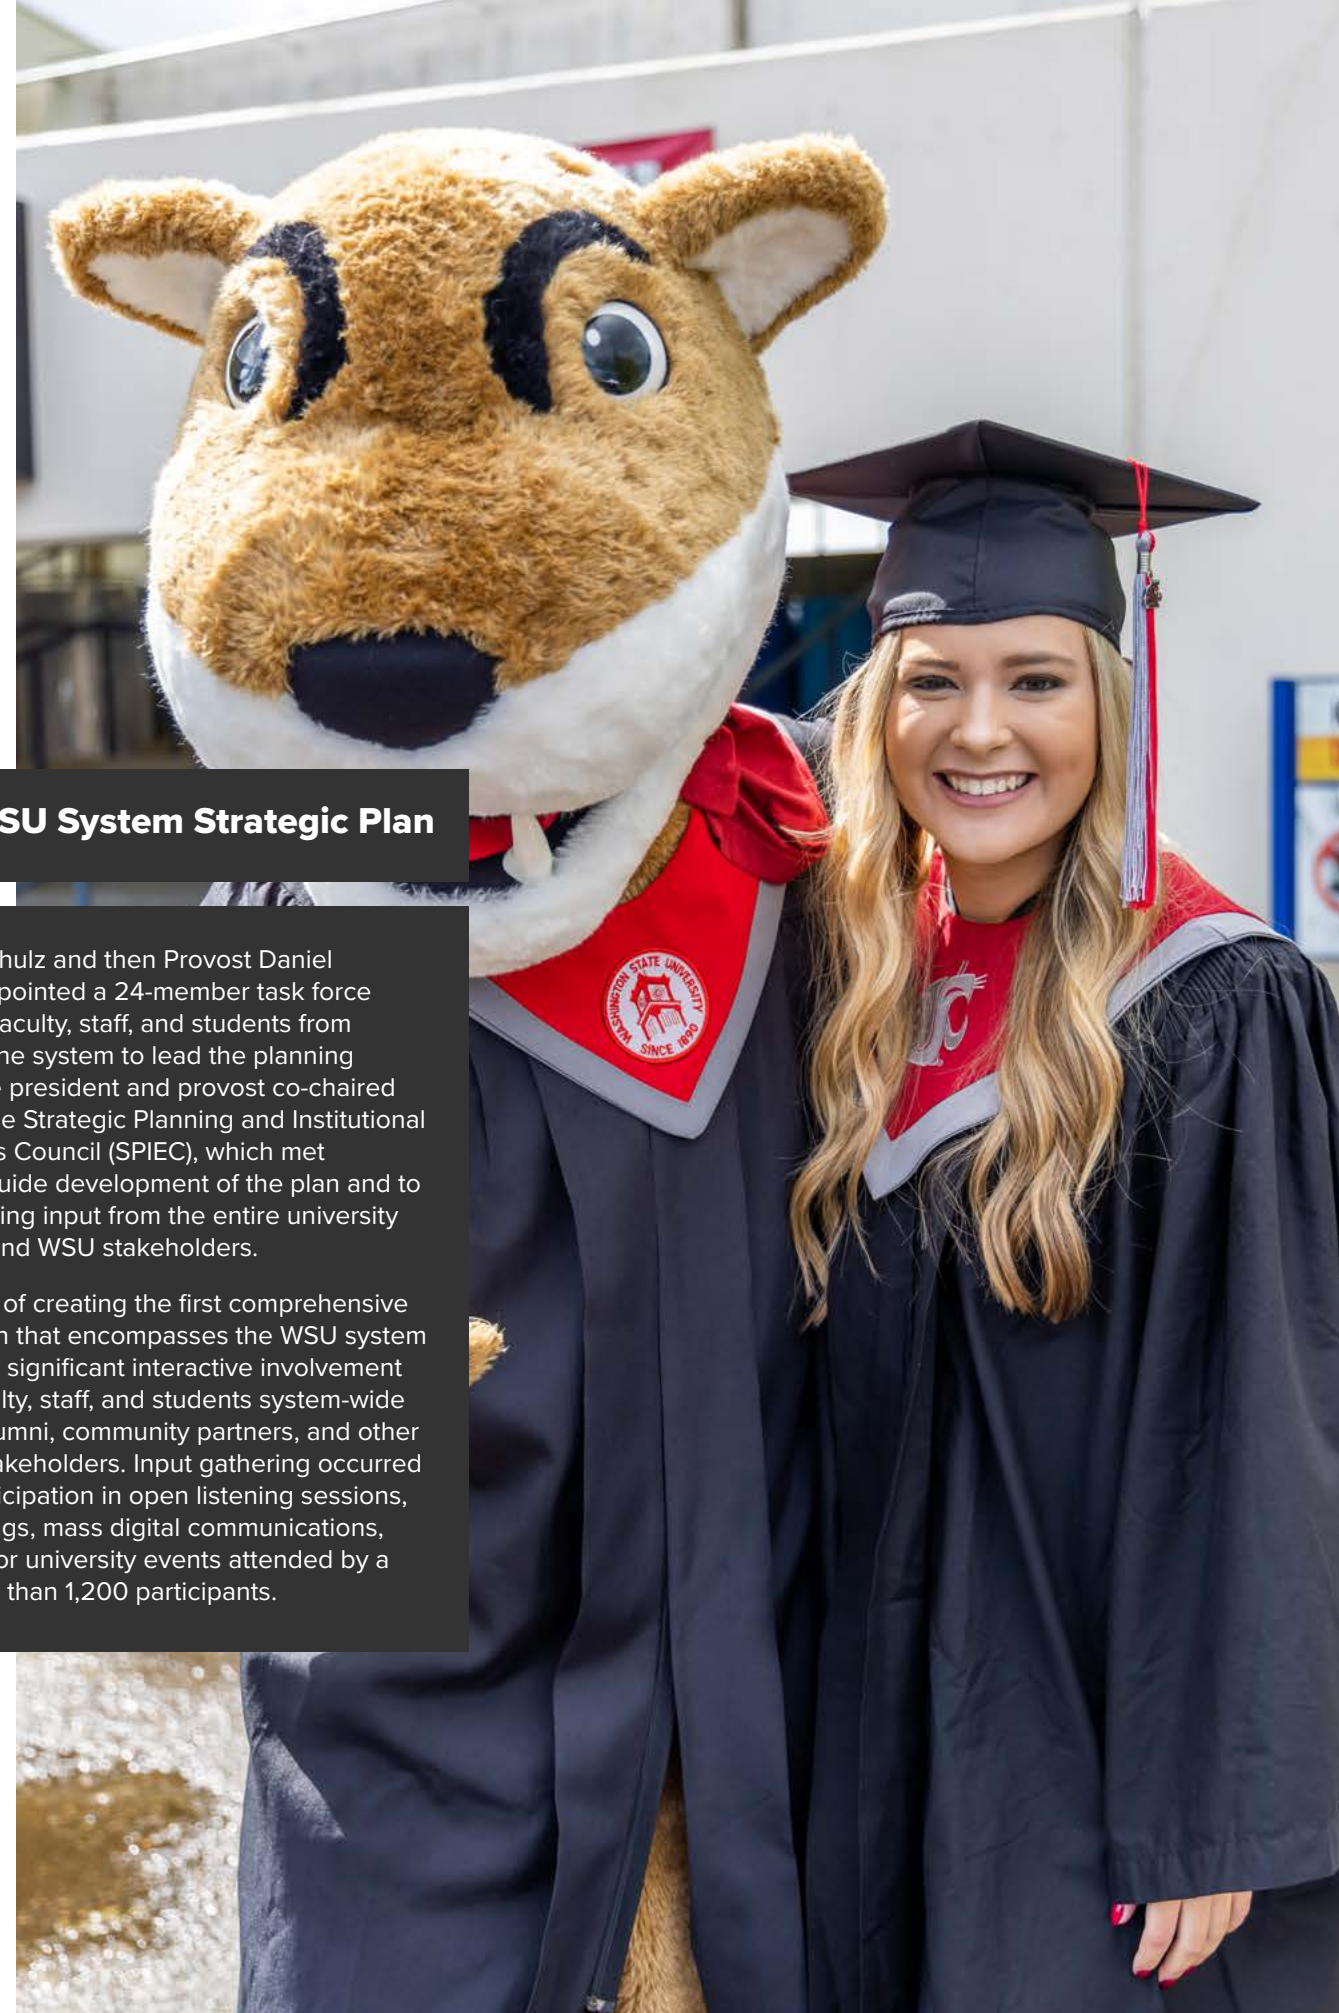 SU System Strategic Plan
hulz and then Provost Daniel
pointed a 24-member task force
aculty, staff, and students from
he system to lead the planning
president and provost co-chaired
e Strategic Planning and Institutional
s Council (SPIEC), which met
uide development of the plan and to
ing input from the entire university
nd WSU stakeholders.
of creating the first comprehensive
n that encompasses the WSU system
significant interactive involvement
lty, staff, and students system-wide
umni, community partners, and other
akeholders. Input gathering occurred
icipation in open listening sessions,
gs, mass digital communications,
or university events attended by a
than 1,200 participants.
WASHINGTON STATE UNIVERSITY
SINCE 1890